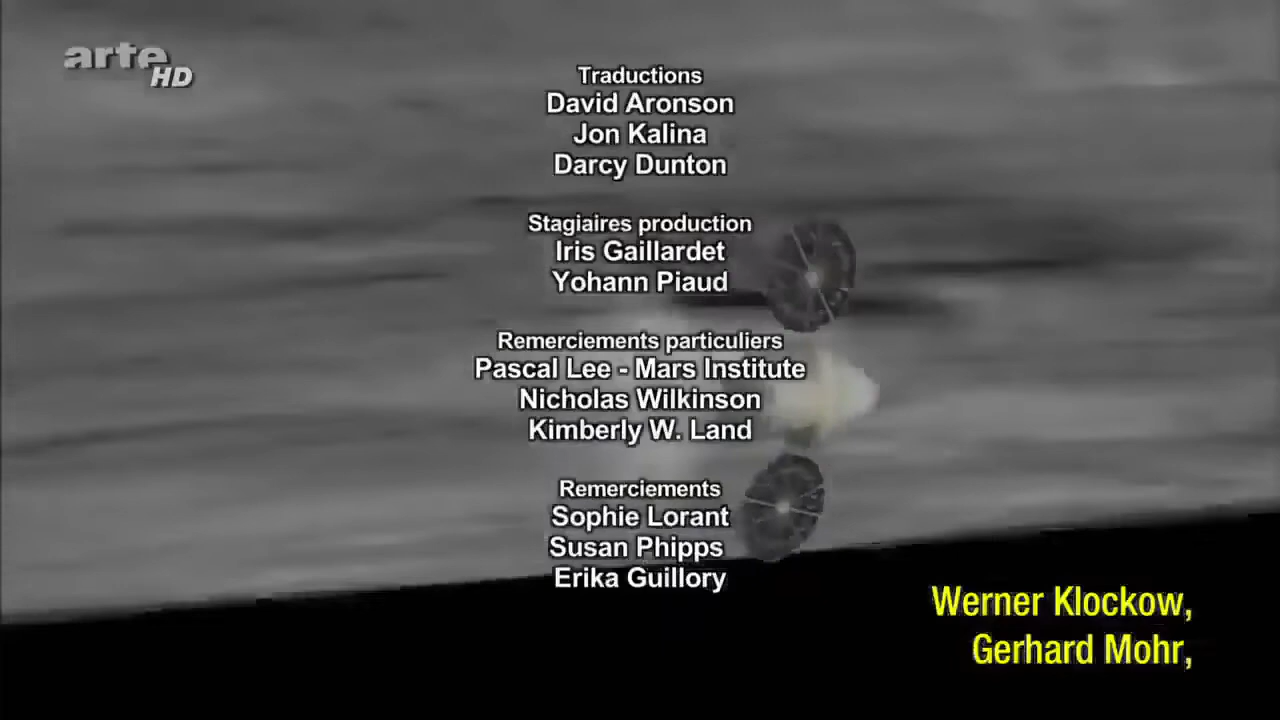 arte
HD
Traductions
David Aronson
Jon Kalina
Darcy Dunton
Stagiaires production
Iris Gaillardet
Yohann Piaud
Remerciements particuliers
Pascal Lee - Mars Institute
Nicholas Wilkinson
Kimberly W. Land
Remerciements
Sophie Lorant
Susan Phipps
Erika Guillory
Werner Klockow,
Gerhard Mohr,